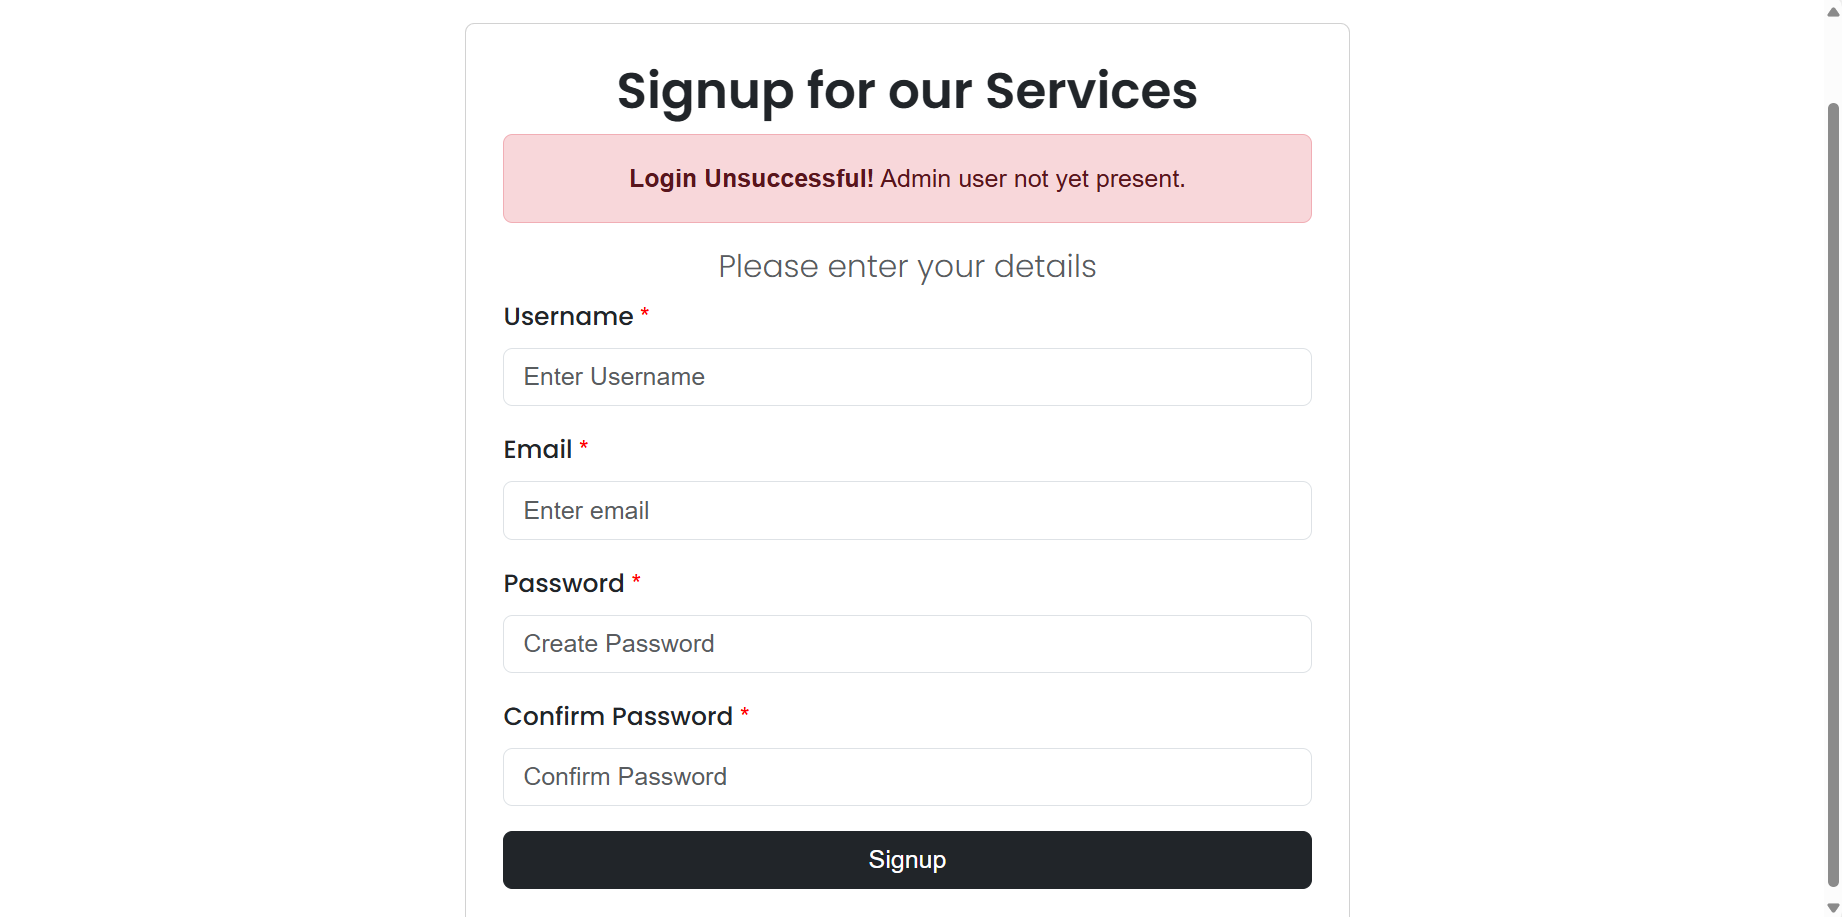 Signup for our Services
Login Unsuccessful! Admin user not yet present.
Please enter your details
Username *
Enter Username
Email *
Enter email
Password *
Create Password
Confirm Password *
Confirm Password
Signup